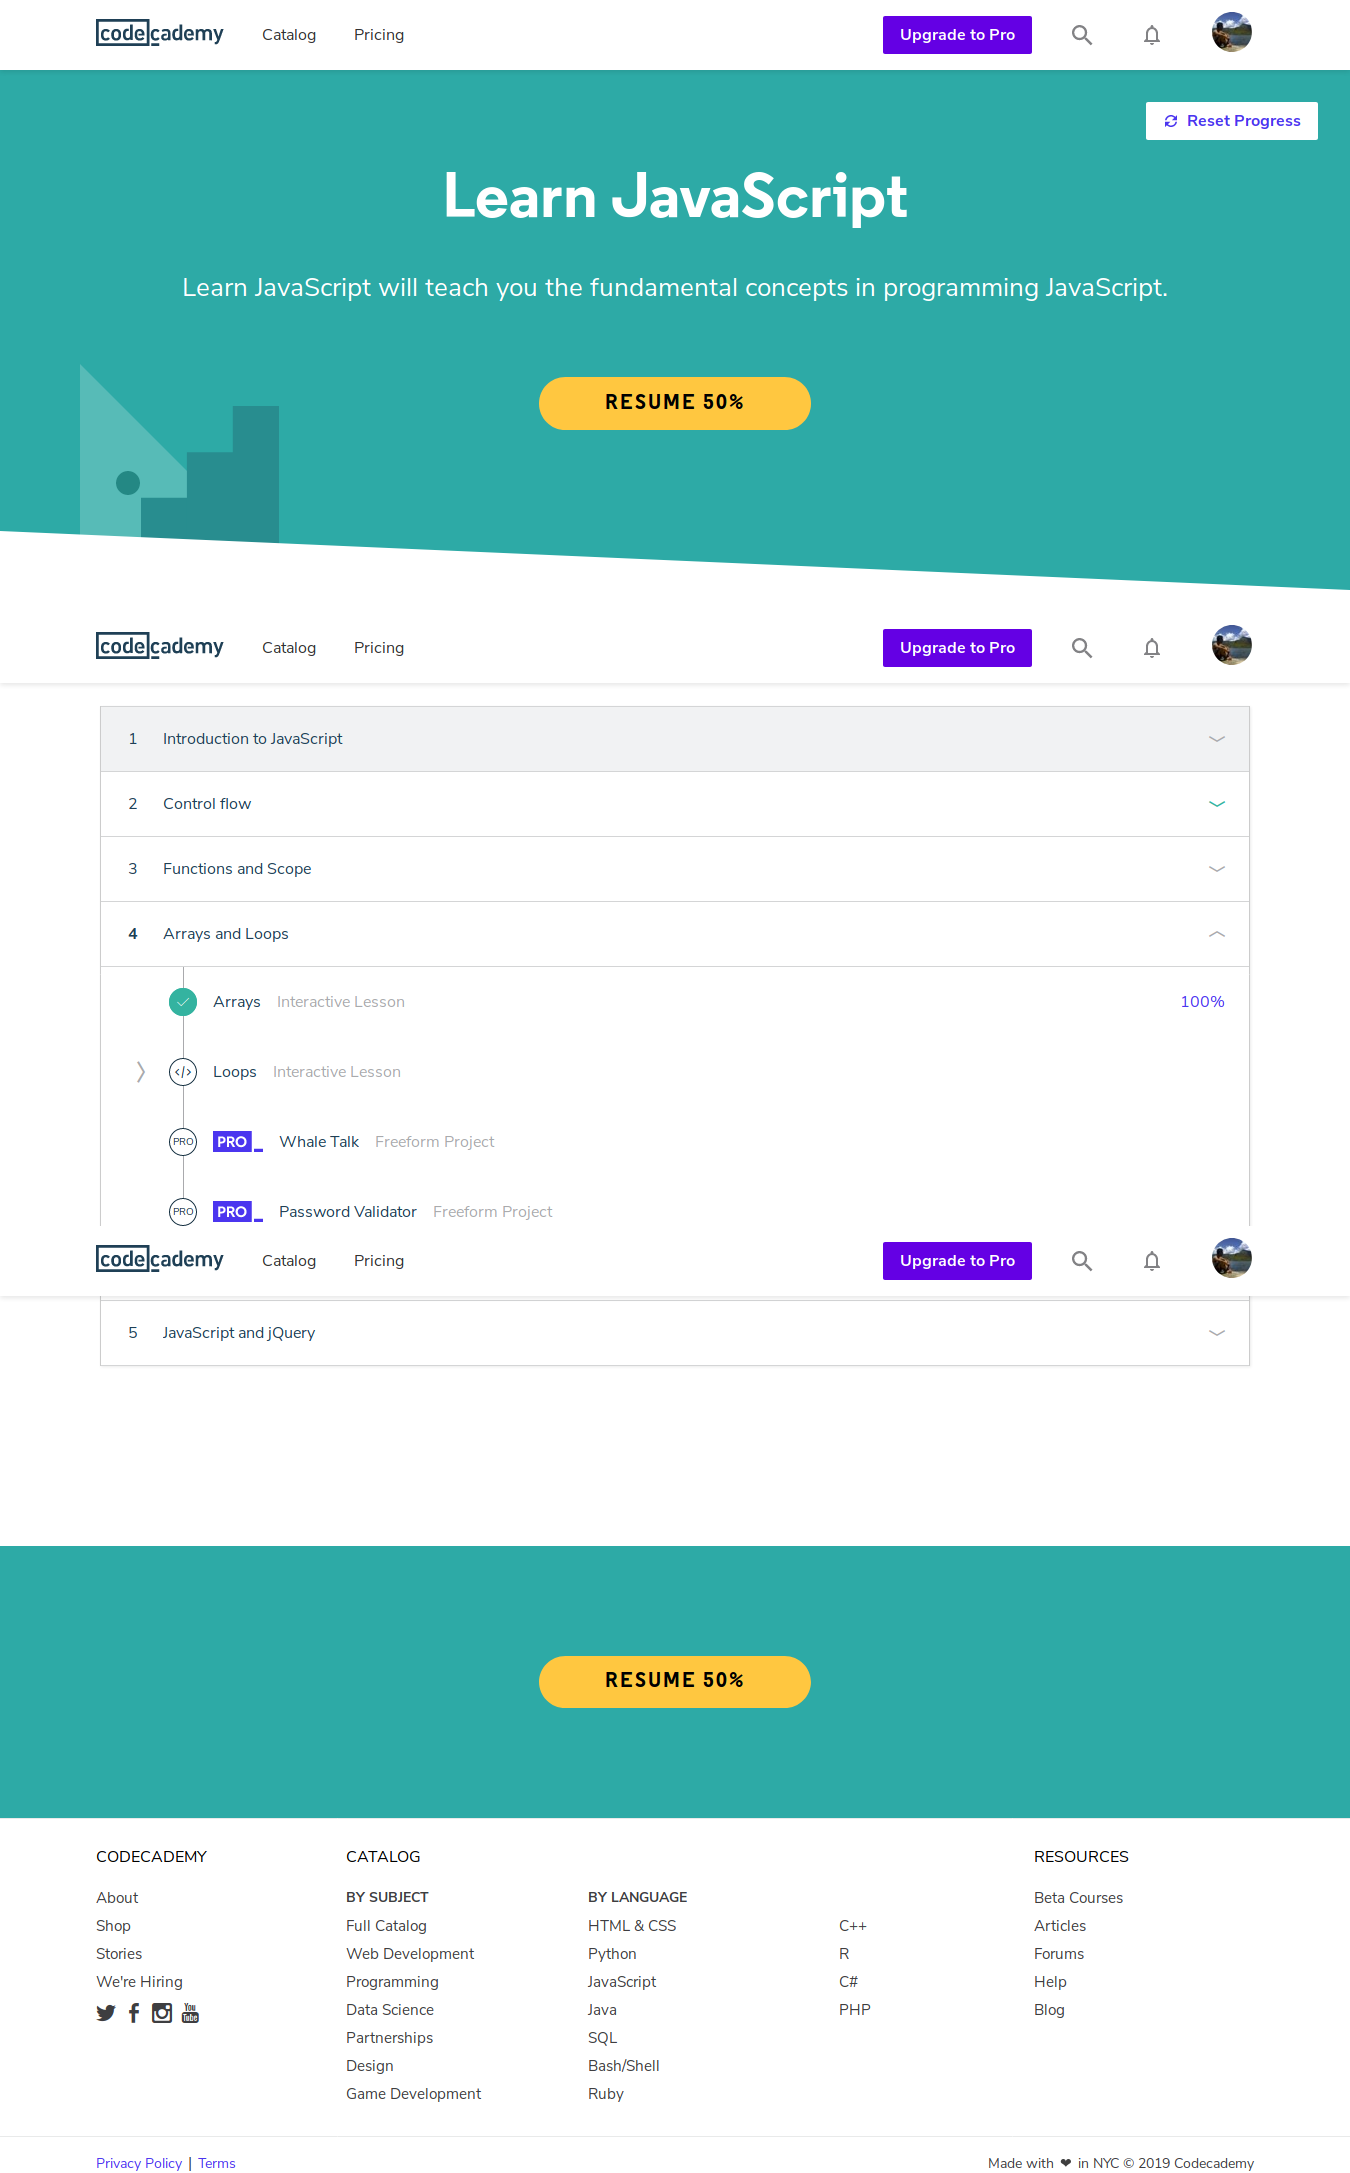 codecademy Catalog Pricing Upgrade to Pro
Reset Progress
Learn JavaScript
Learn JavaScript will teach you the fundamental concepts in programming JavaScript.
RESUME 50%
codecademy Catalog Pricing Upgrade to Pro
1 Introduction to JavaScript
2 Control flow
3 Functions and Scope
4 Arrays and Loops
Arrays Interactive Lesson 100%
</> Loops Interactive Lesson
PRO PRO_ Whale Talk Freeform Project
PRO PRO_ Password Validator Freeform Project
codecademy Catalog Pricing Upgrade to Pro
5 JavaScript and jQuery
RESUME 50%
CODECADEMY
About
Shop
Stories
We're Hiring
You Tube
CATALOG
BY SUBJECT
Full Catalog
Web Development
Programming
Data Science
Partnerships
Design
Game Development
BY LANGUAGE
HTML & CSS
Python
JavaScript
Java
SQL
Bash/Shell
Ruby
C++
R
C#
PHP
RESOURCES
Beta Courses
Articles
Forums
Help
Blog
Privacy Policy | Terms
Made with ❤ in NYC © 2019 Codecademy